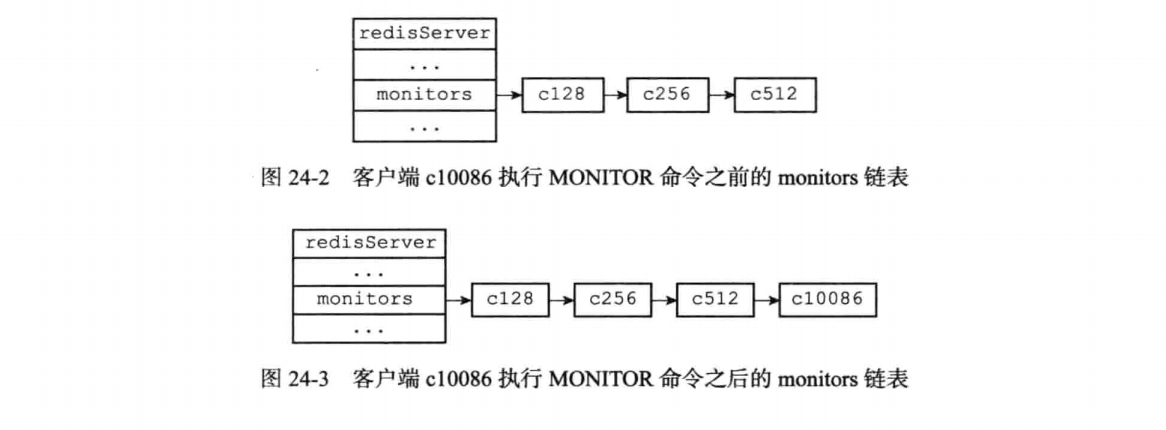 redisServer
...
monitors c128 c256 c512
...
图 24-2 客户端 c10086 执行 MONITOR 命令之前的 monitors 链表
redisServer
...
monitors c128 c256 c512 c10086
...
图 24-3 客户端 c10086 执行 MONITOR 命令之后的 monitors 链表